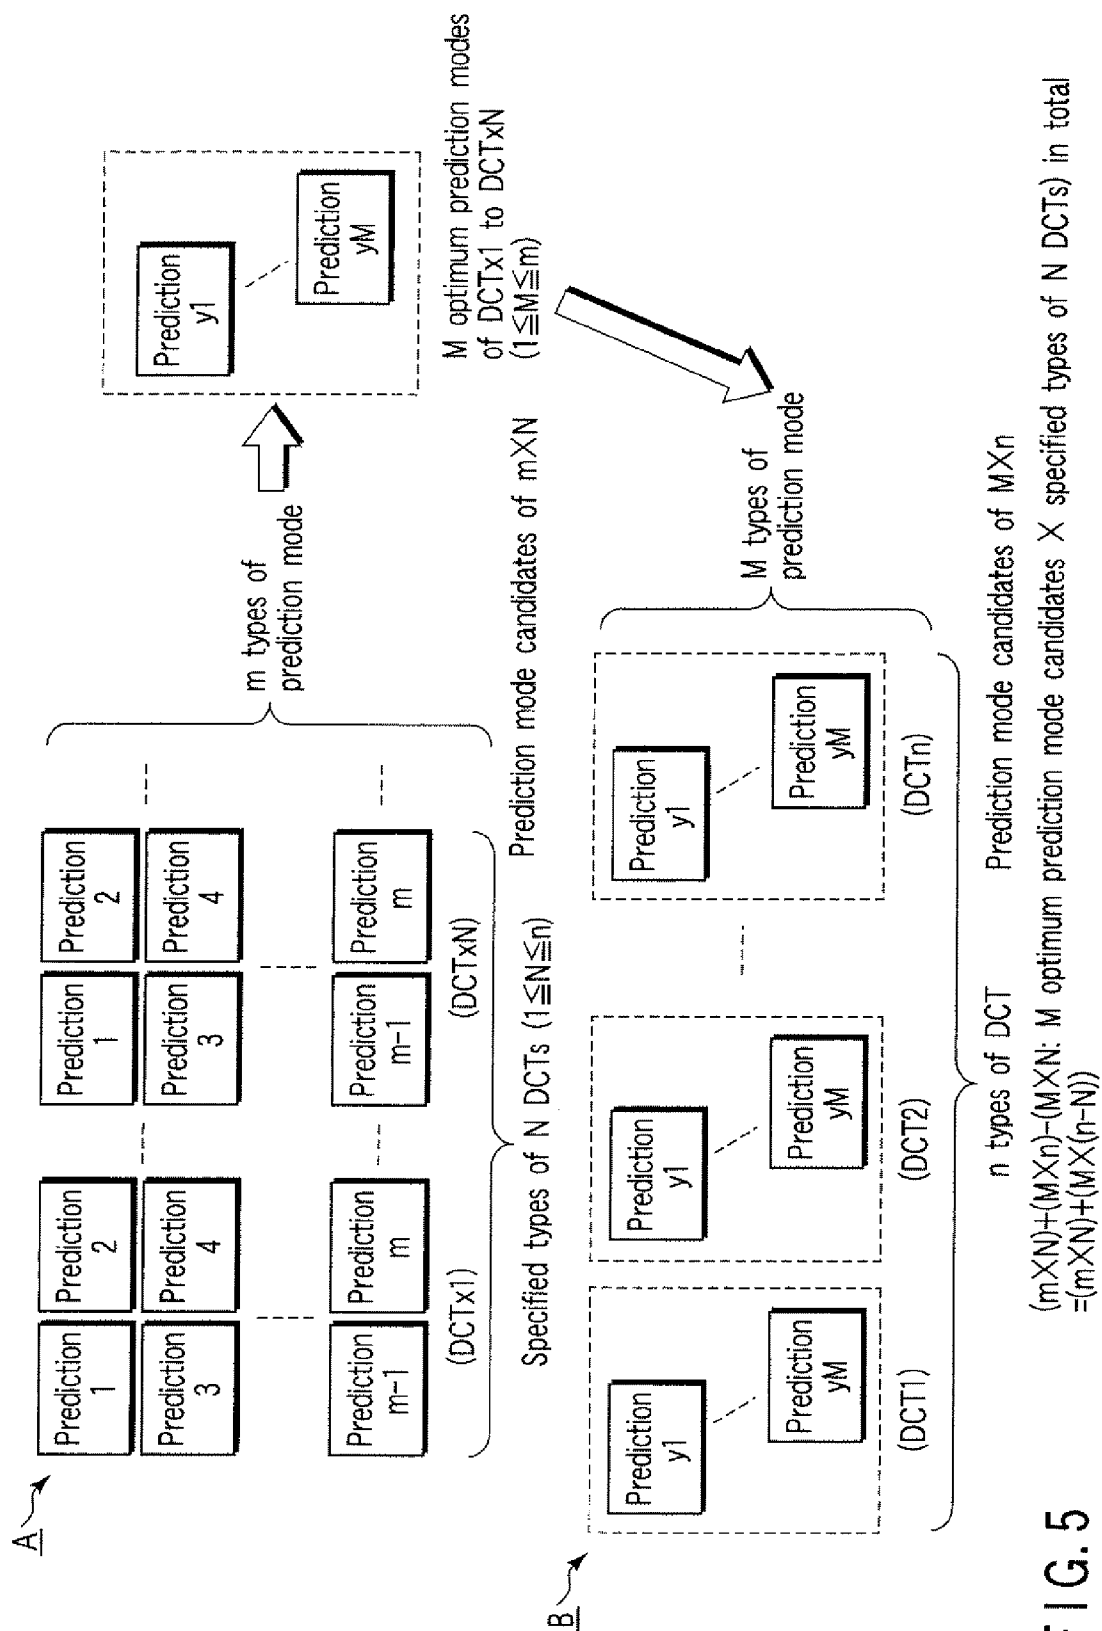 A
Prediction
1
Prediction
2
Prediction
3
Prediction
4
Prediction
m-1
Prediction
m
(DCTx1)
Prediction
1
Prediction
2
Prediction
3
Prediction
4
Prediction
m-1
Prediction
m
(DCTxN)
Specified types of N DCTs (1≦N≦n)
m types of
prediction mode
Prediction mode candidates of m×N
Prediction
y1
Prediction
yM
M optimum prediction modes
of DCTx1 to DCTxN
(1≦M≦m)
B
Prediction
y1
Prediction
yM
(DCT1)
Prediction
y1
Prediction
yM
(DCT2)
Prediction
y1
Prediction
yM
(DCTn)
M types of
prediction mode
n types of DCT
Prediction mode candidates of M×n
(m×N)+(M×n)-(M×N: M optimum prediction mode candidates × specified types of N DCTs) in total
=(m×N)+(M×(n-N))
FIG. 5